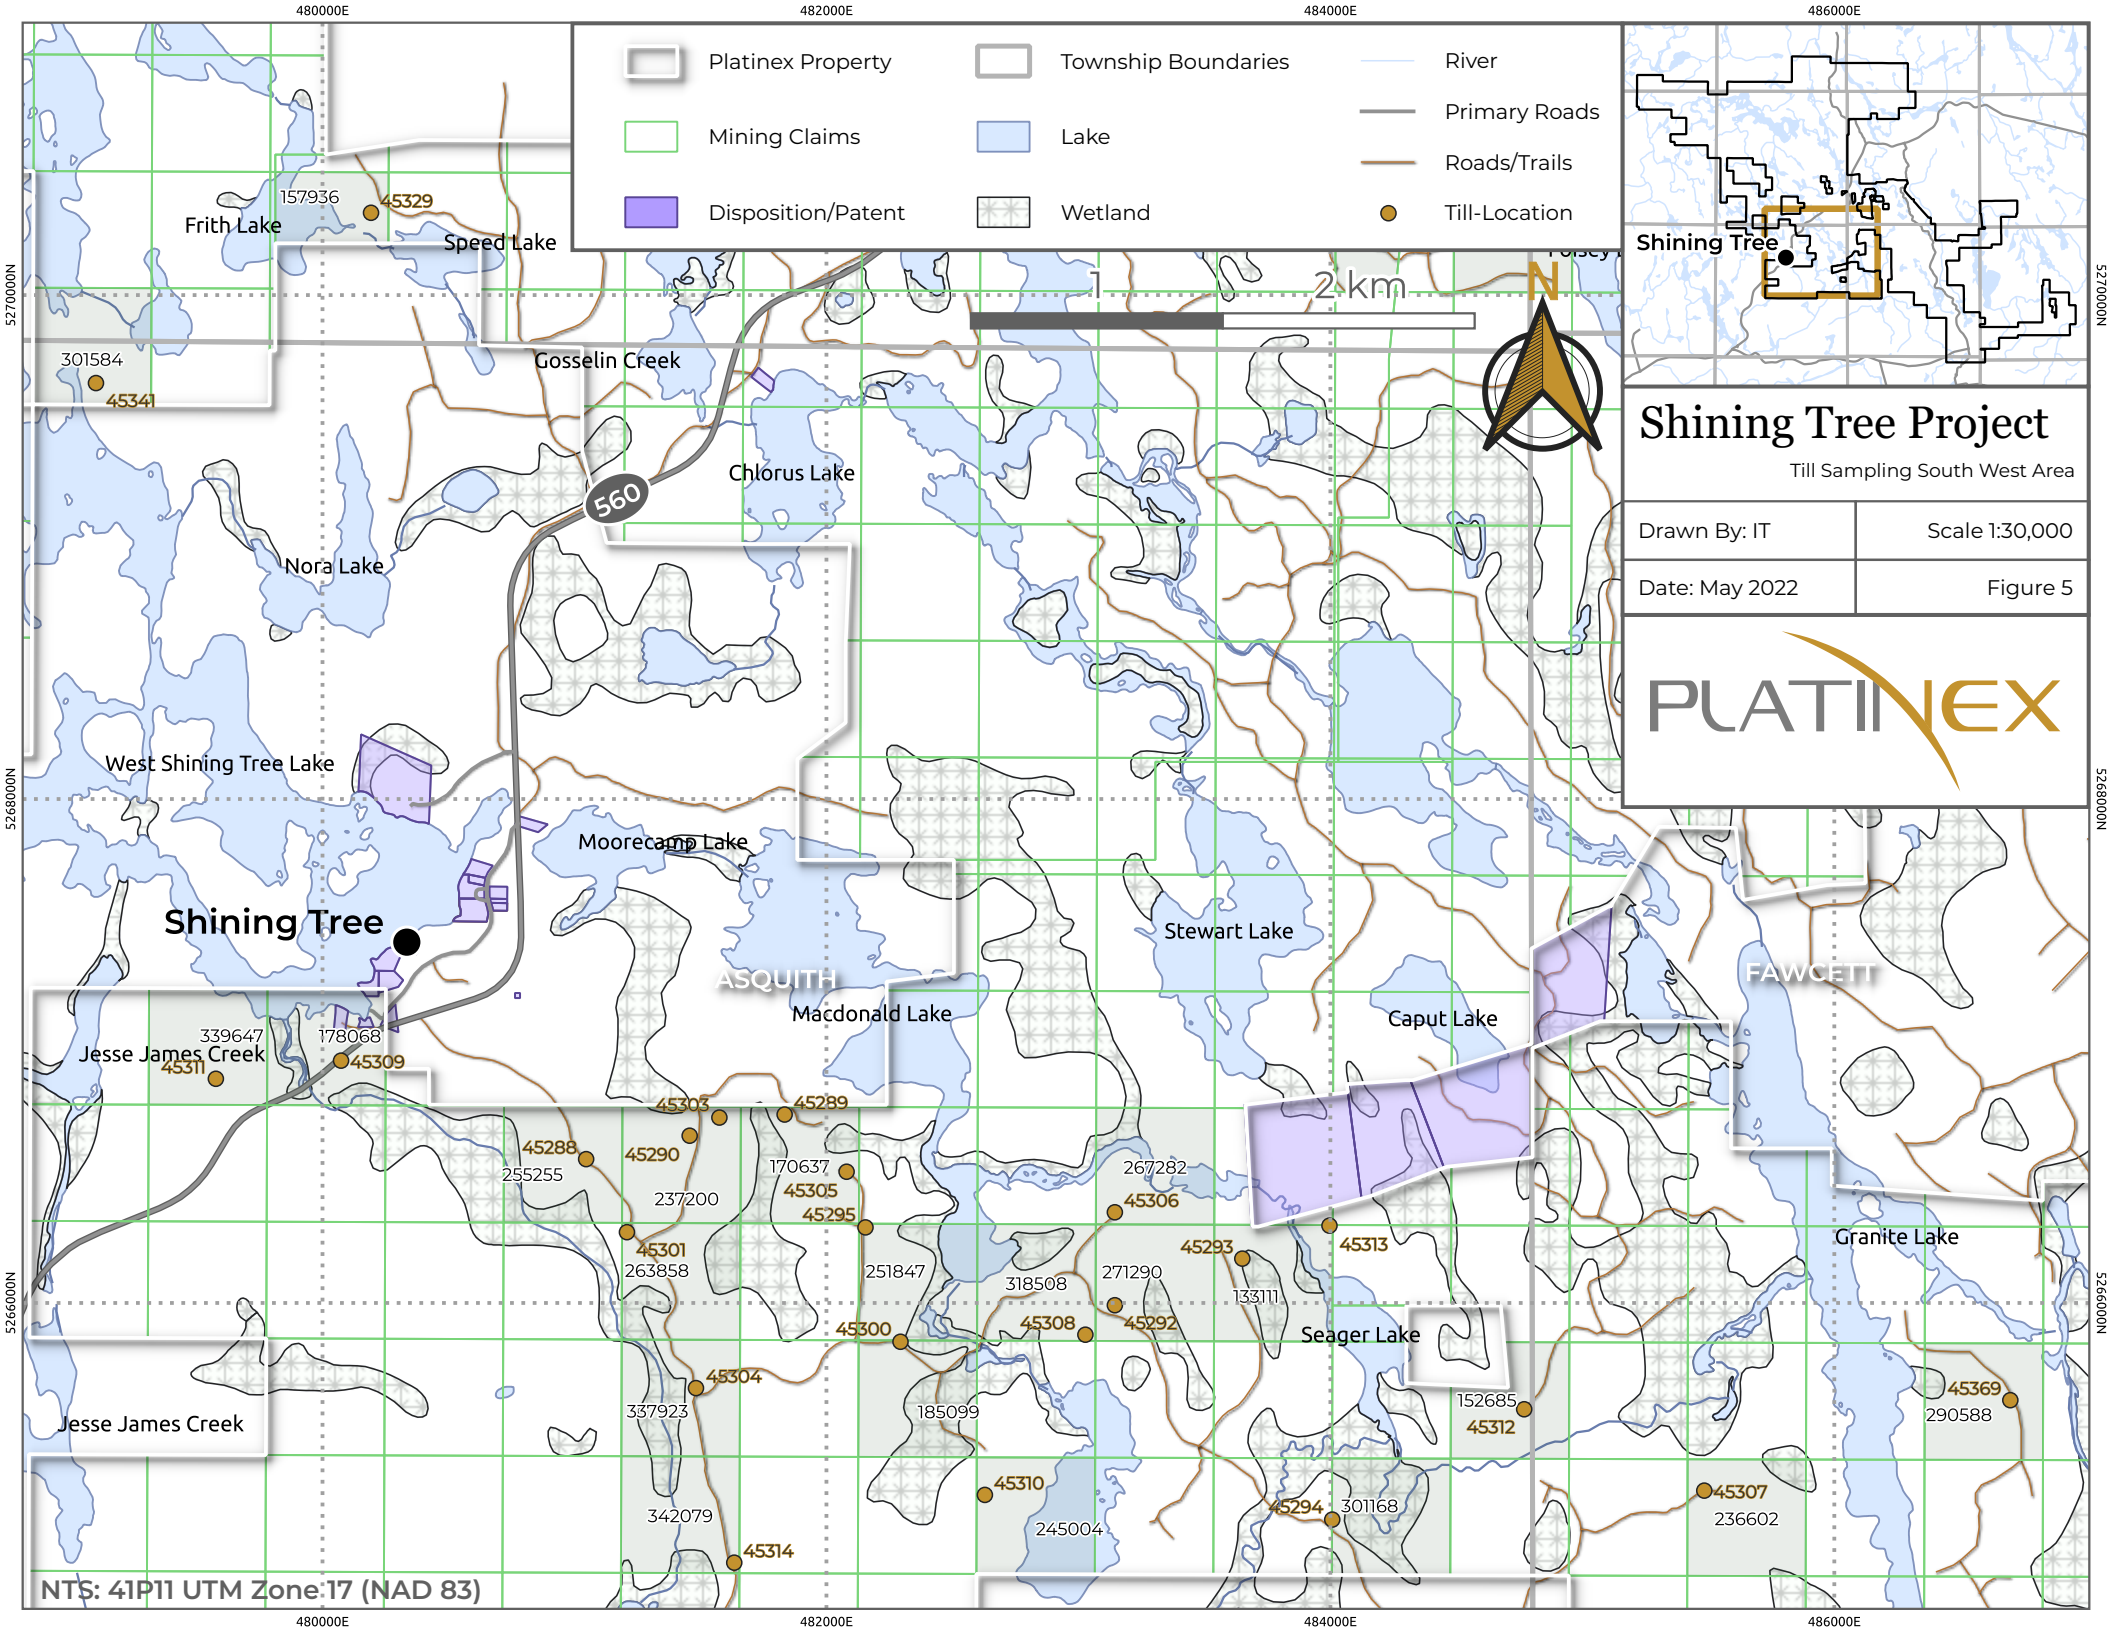 480000E
482000E
484000E
486000E
Platinex Property
Township Boundaries
River
Primary Roads
Mining Claims
Lake
Roads/Trails
Disposition/Patent
Wetland
Till-Location
Shining Tree
157936
45329
Frith Lake
Speed Lake
5270000N
5270000N
1
2 km
N
301584
45341
Gosselin Creek
Shining Tree Project
Till Sampling South West Area
Chlorus Lake
560
Drawn By: IT
Scale 1:30,000
Nora Lake
Date: May 2022
Figure 5
PLATINEX
West Shining Tree Lake
5268000N
5268000N
Moorecamp Lake
Shining Tree
Stewart Lake
ASQUITH
FAWCETT
Macdonald Lake
Caput Lake
339647
178068
Jesse James Creek
45311
45309
45303
45289
45288
45290
255255
170637
267282
45305
237200
45306
45295
45301
45293
45313
Granite Lake
263858
251847
318508
271290
133111
5266000N
5266000N
45300
45308
45292
Seager Lake
45304
152685
45369
337923
185099
45312
290588
Jesse James Creek
45310
45307
342079
245004
45294
301168
236602
45314
NTS: 41P11 UTM Zone 17 (NAD 83)
480000E
482000E
484000E
486000E